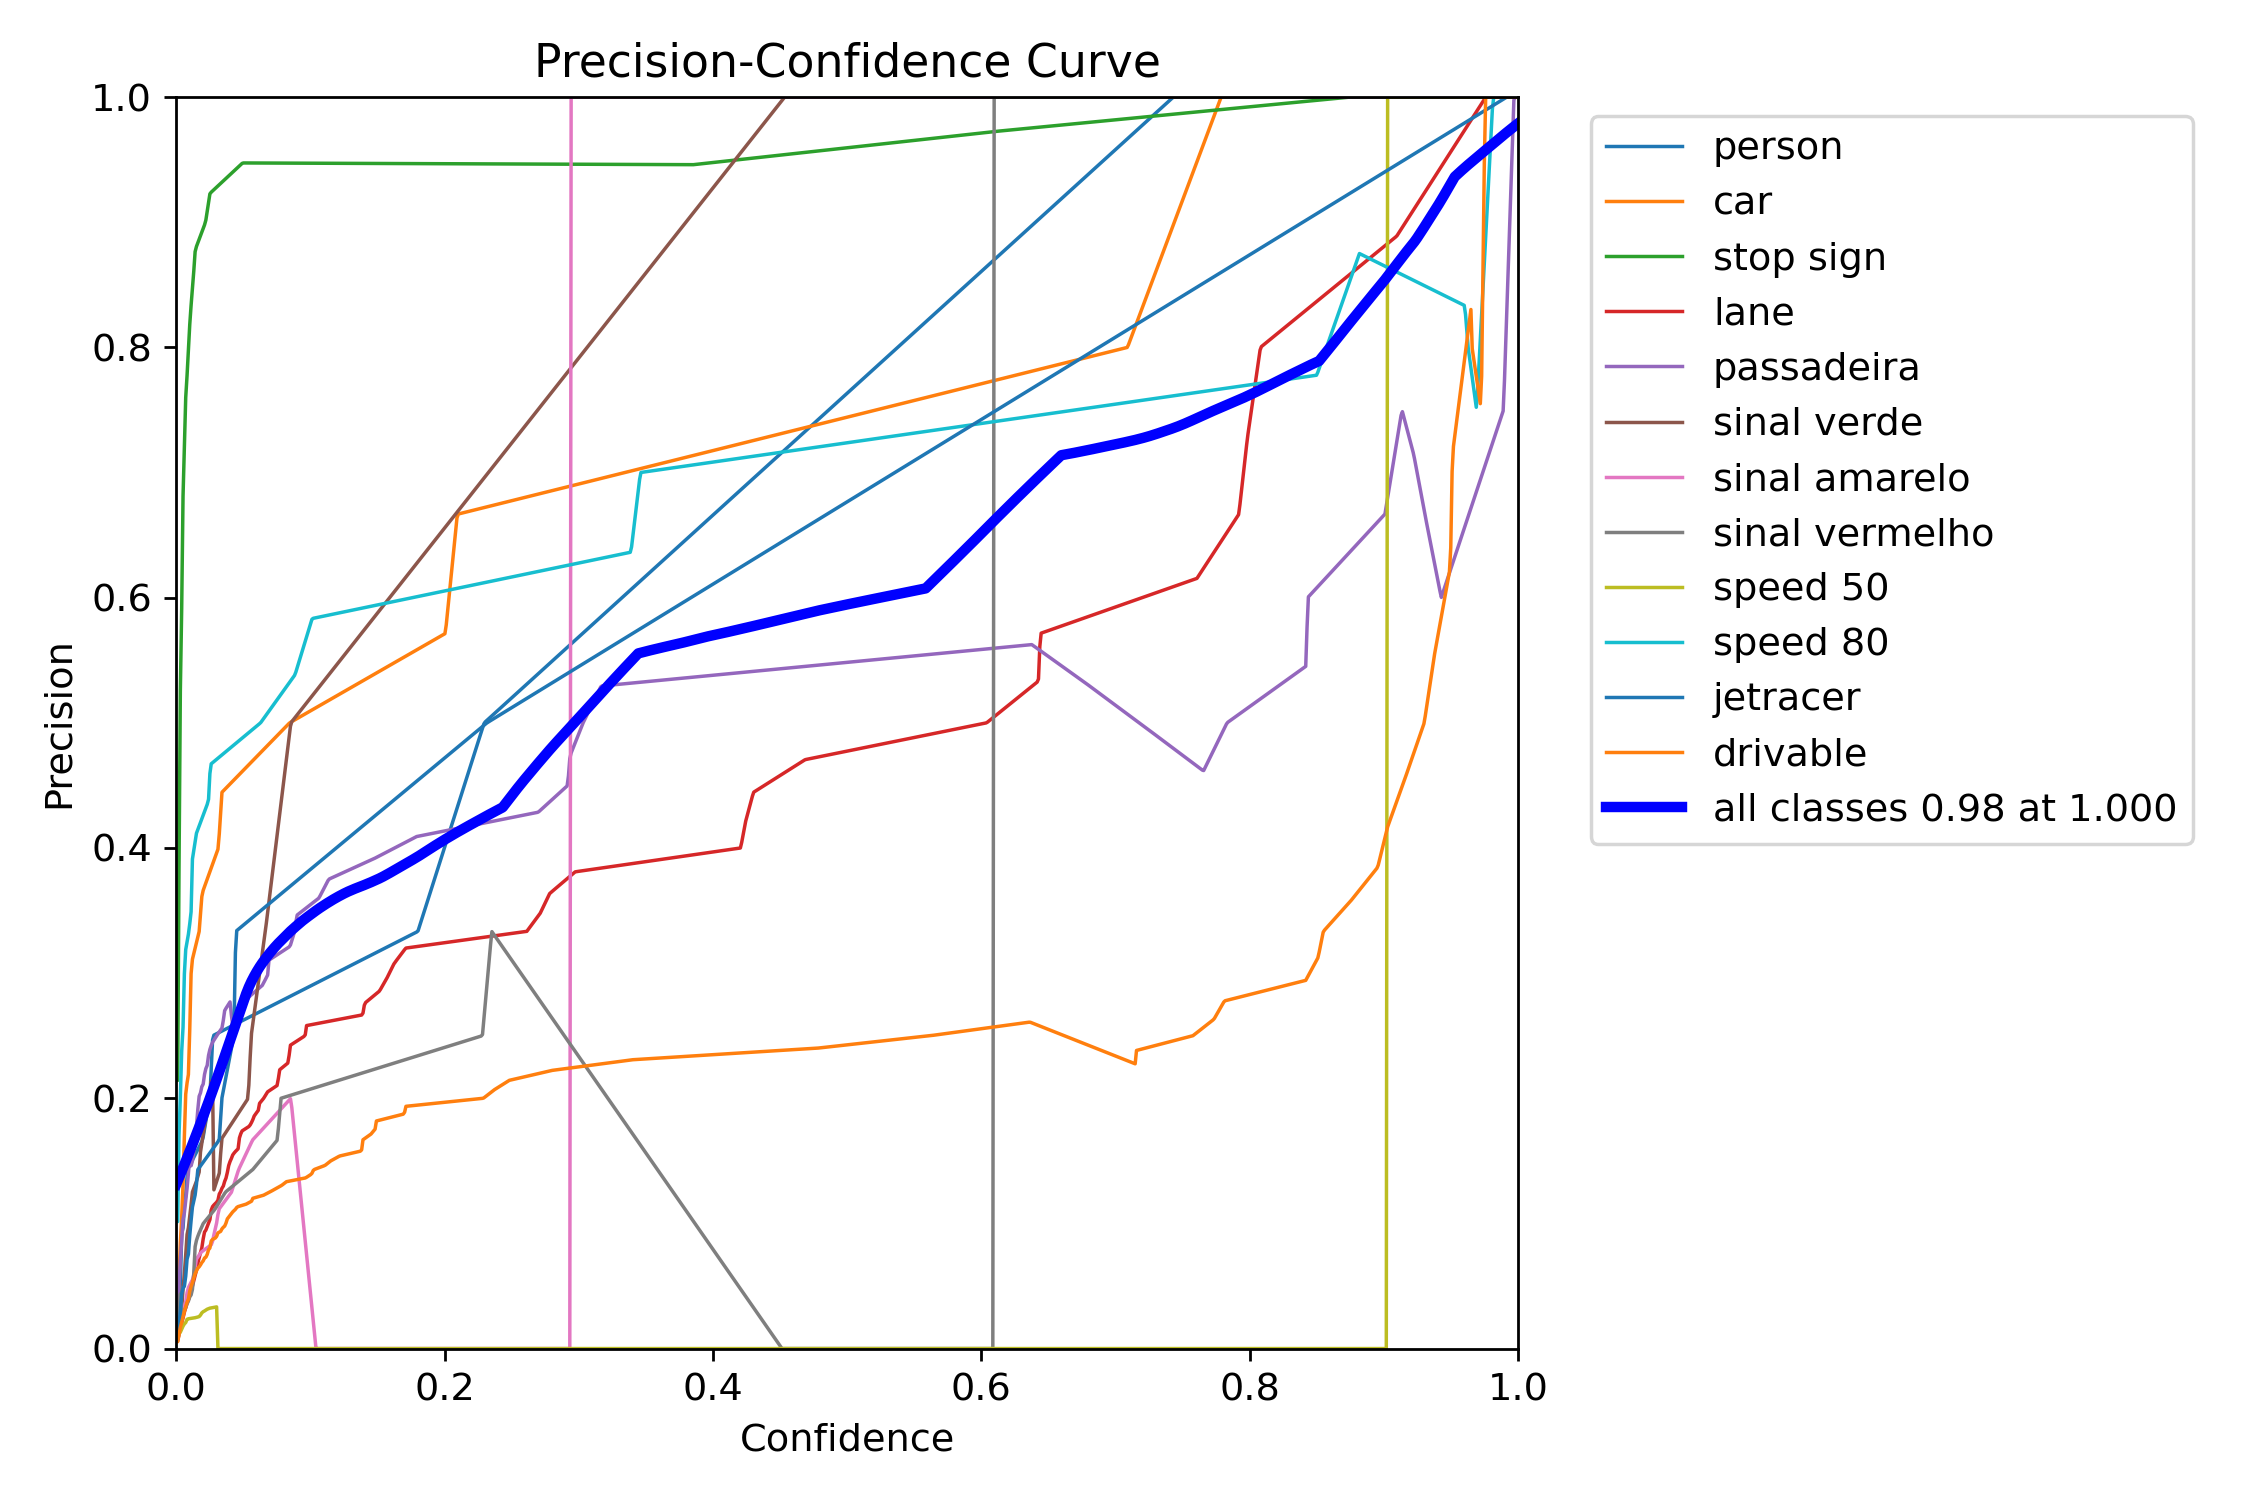 Precision-Confidence Curve
1.0
0.8
0.6
0.4
0.2
0.0
Precision
0.0 0.2 0.4 0.6 0.8 1.0
Confidence
person
car
stop sign
lane
passadeira
sinal verde
sinal amarelo
sinal vermelho
speed 50
speed 80
jetracer
drivable
all classes 0.98 at 1.000